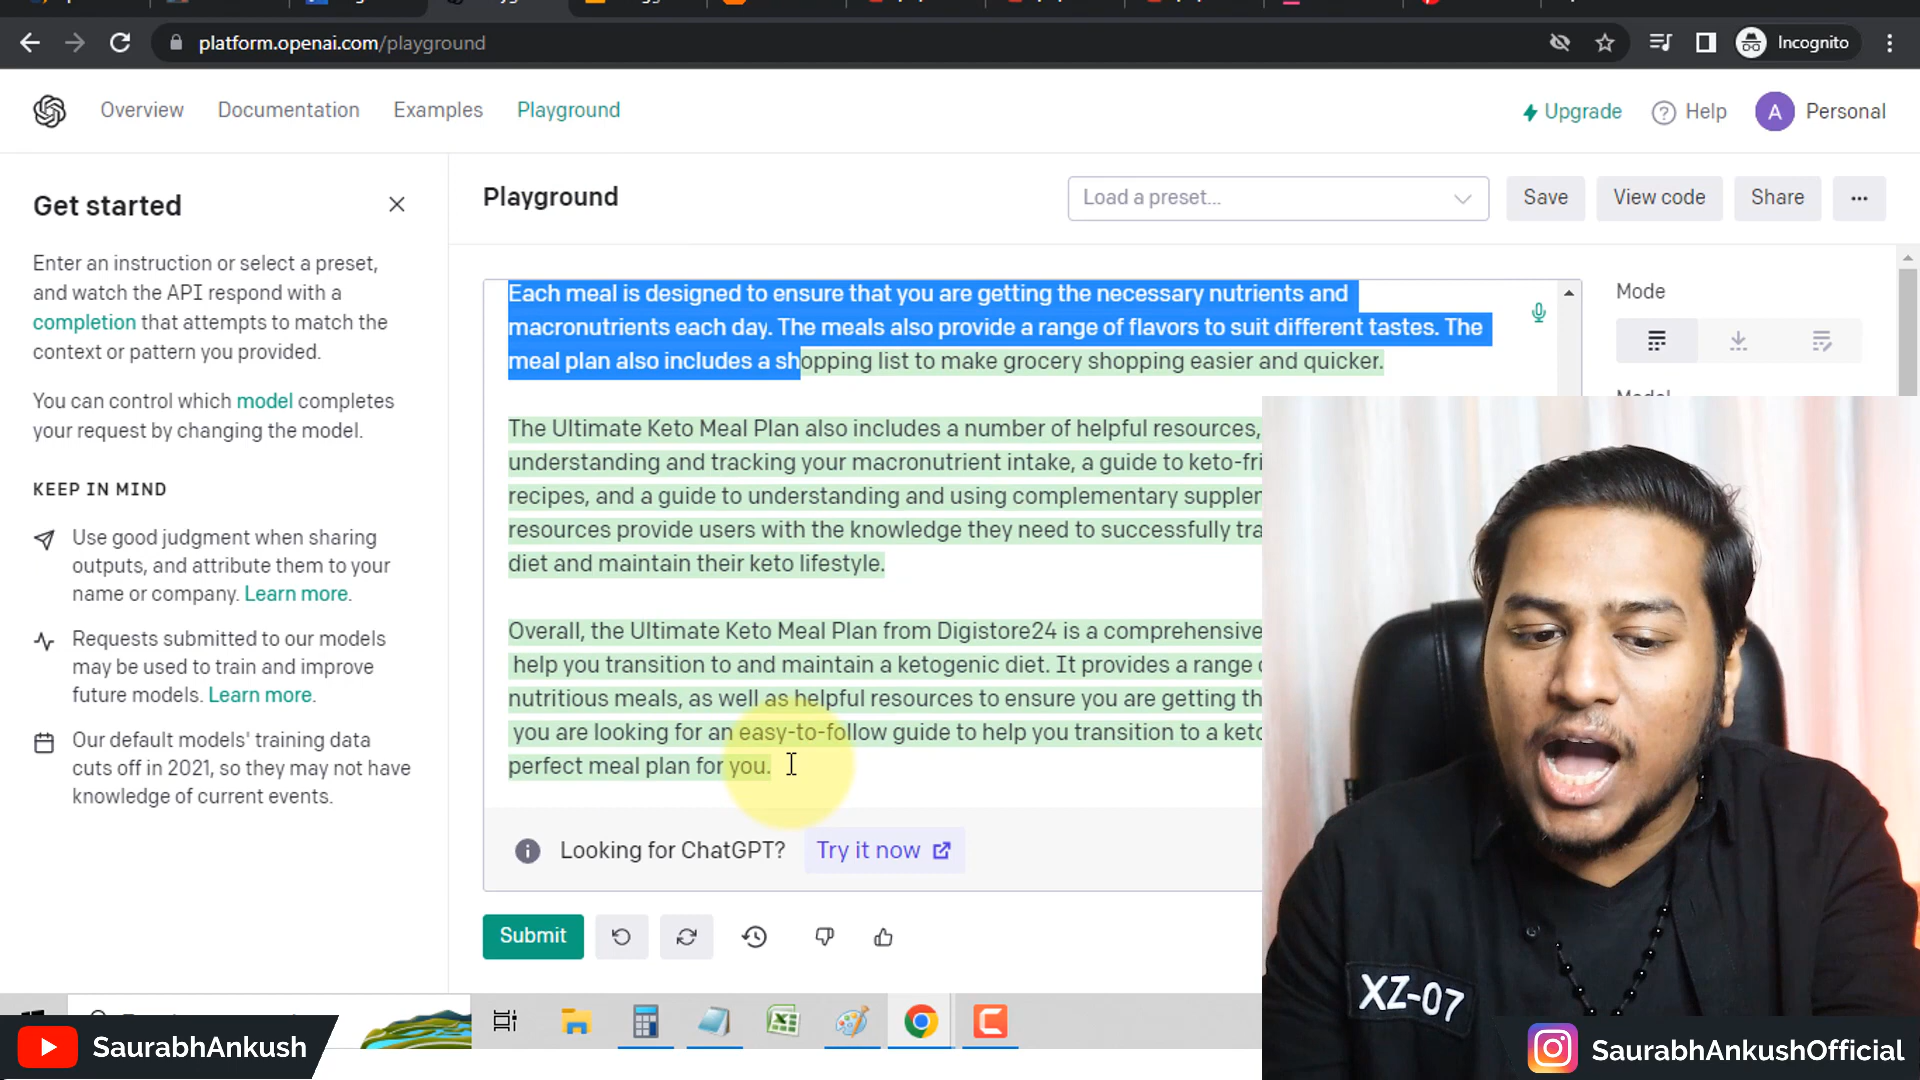 platform.openai.com/playground
Incognito
Overview
Documentation
Examples
Playground
Upgrade
Help
A
Personal
Get started
Enter an instruction or select a preset,
and watch the API respond with a
completion that attempts to match the
context or pattern you provided.
You can control which model completes
your request by changing the model.
KEEP IN MIND
Use good judgment when sharing
outputs, and attribute them to your
name or company. Learn more.
Requests submitted to our models
may be used to train and improve
future models. Learn more.
Our default models' training data
cuts off in 2021, so they may not have
knowledge of current events.
Playground
Load a preset...
Save
View code
Share
Mode
Each meal is designed to ensure that you are getting the necessary nutrients and
macronutrients each day. The meals also provide a range of flavors to suit different tastes. The
meal plan also includes a shopping list to make grocery shopping easier and quicker.
The Ultimate Keto Meal Plan also includes a number of helpful resources,
understanding and tracking your macronutrient intake, a guide to keto-fri
recipes, and a guide to understanding and using complementary supplen
resources provide users with the knowledge they need to successfully tra
diet and maintain their keto lifestyle.
Overall, the Ultimate Keto Meal Plan from Digistore24 is a comprehensive
help you transition to and maintain a ketogenic diet. It provides a range
nutritious meals, as well as helpful resources to ensure you are getting th
you are looking for an easy-to-follow guide to help you transition to a keto
perfect meal plan for you.
Looking for ChatGPT?
Try it now
Submit
XZ-07
SaurabhAnkush
SaurabhAnkushOfficial